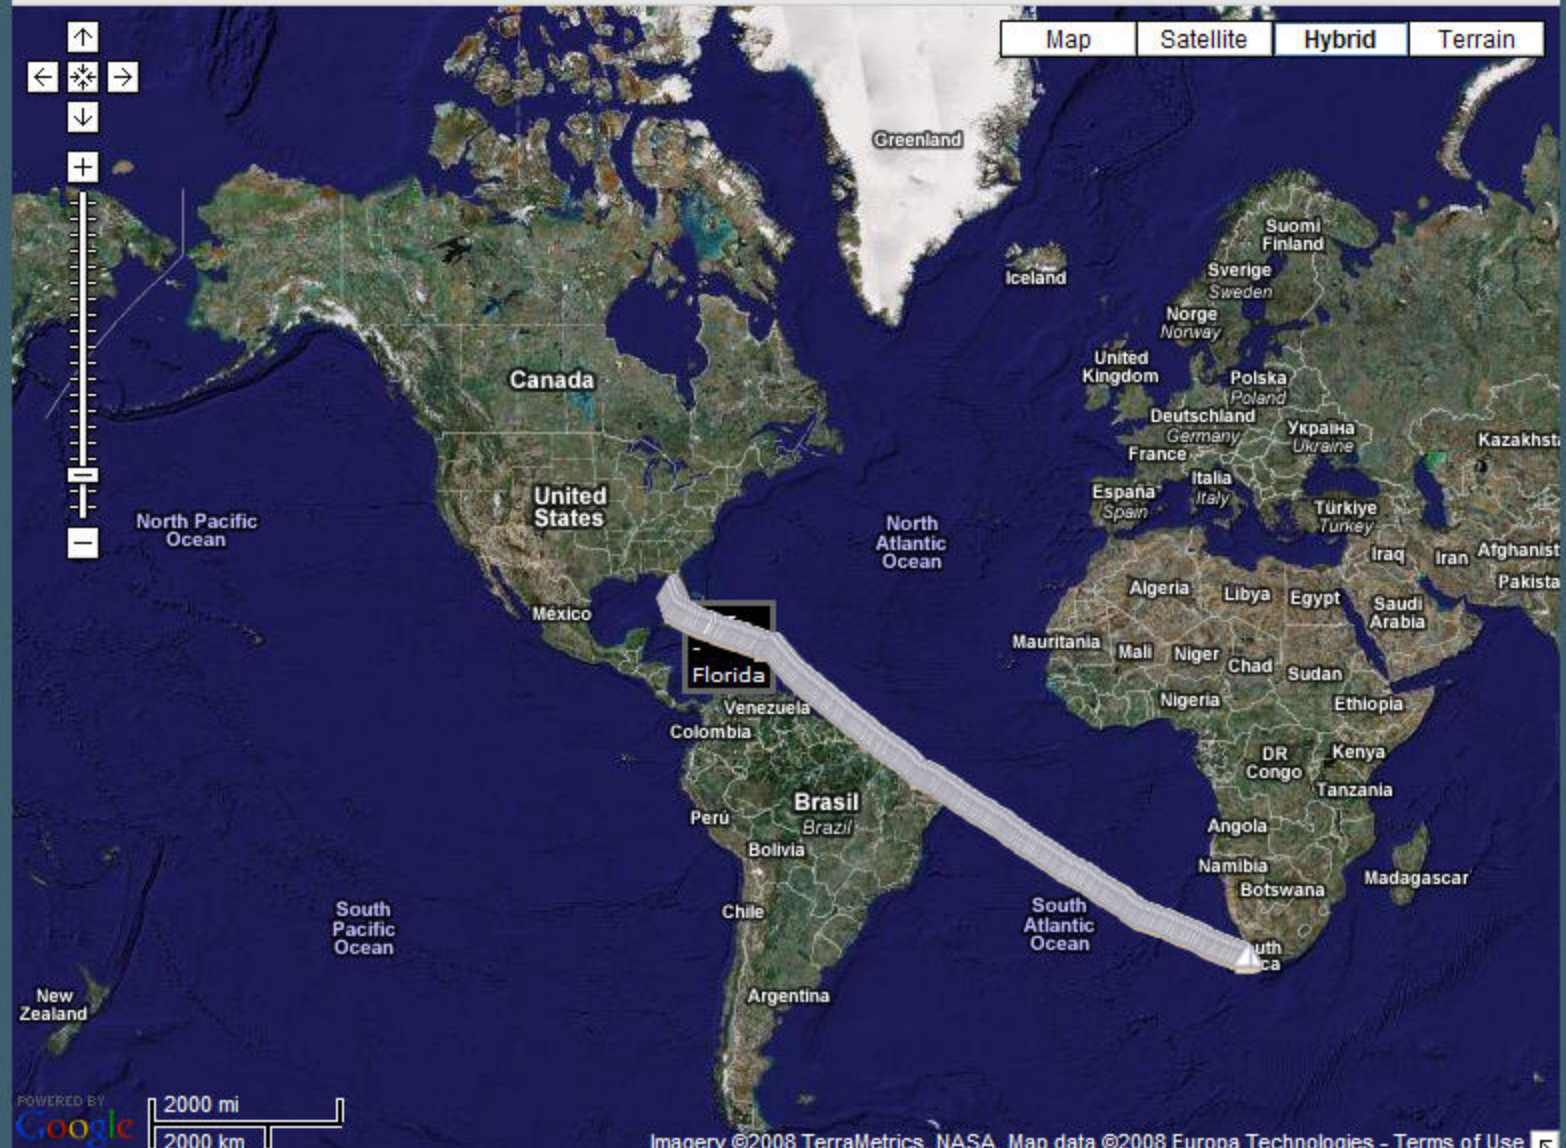 Map
Satellite
Hybrid
Terrain
Greenland
Suomi
Finland
Iceland
Sverige
Sweden
Norge
Norway
United
Kingdom
Canada
Polska
Poland
Deutschland
Germany
Україна
Ukraine
France
Kazakhst
Italia
Italy
España
Spain
United
States
Türkiye
Turkey
North Pacific
Ocean
North
Atlantic
Ocean
Iraq
Iran
Afghanist
Pakista
Algeria
Libya
Egypt
Saudi
Arabia
México
Mauritania
Mali
Niger
Chad
Sudan
-
Florida
Nigeria
Ethiopia
Venezuela
Colombia
DR
Congo
Kenya
Tanzania
Brasil
Brazil
Perú
Angola
Bolivia
Namibia
Botswana
Madagascar
Chile
South
Pacific
Ocean
South
Atlantic
Ocean
uth
ca
New
Zealand
Argentina
POWERED BY
Google
2000 mi
2000 km
Imagery ©2008 TerraMetrics, NASA, Map data ©2008 Europa Technologies - Terms of Use